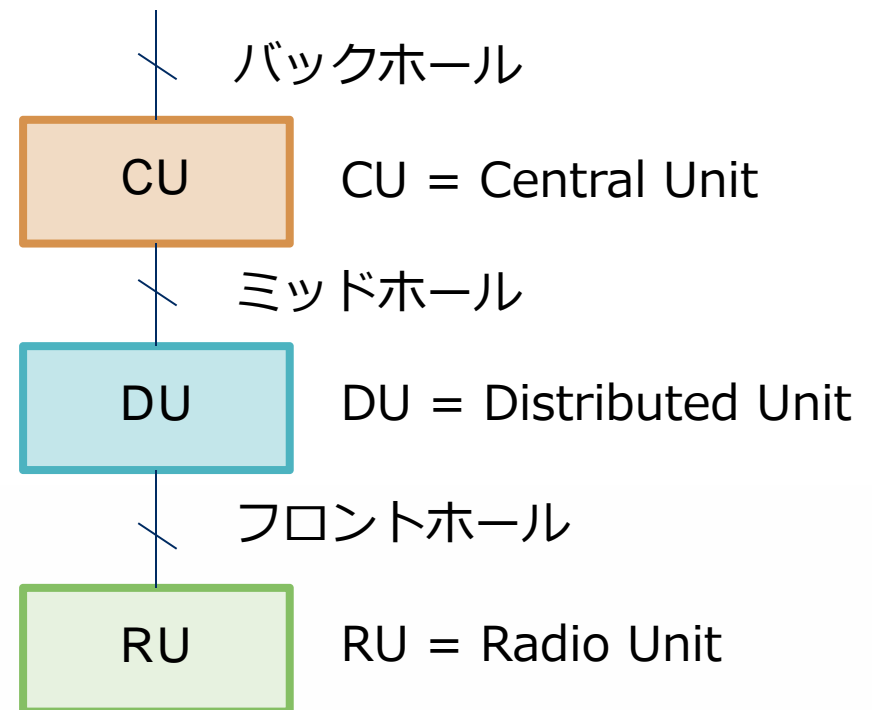 バックホール
CU
CU = Central Unit
ミッドホール
DU
DU = Distributed Unit
フロントホール
RU
RU = Radio Unit